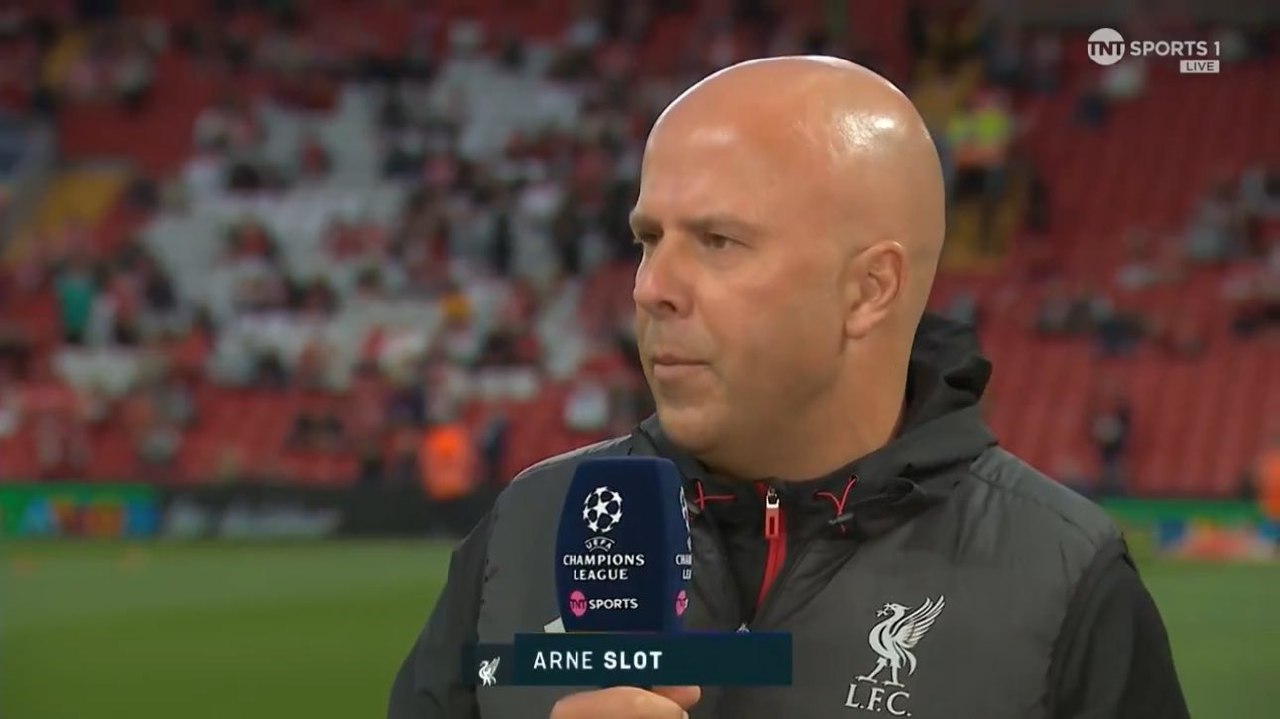 TNT SPORTS 1
LIVE
UEFA
CHAMPIONS
LEAGUE
TNT SPORTS
ARNE SLOT
L.F.C.